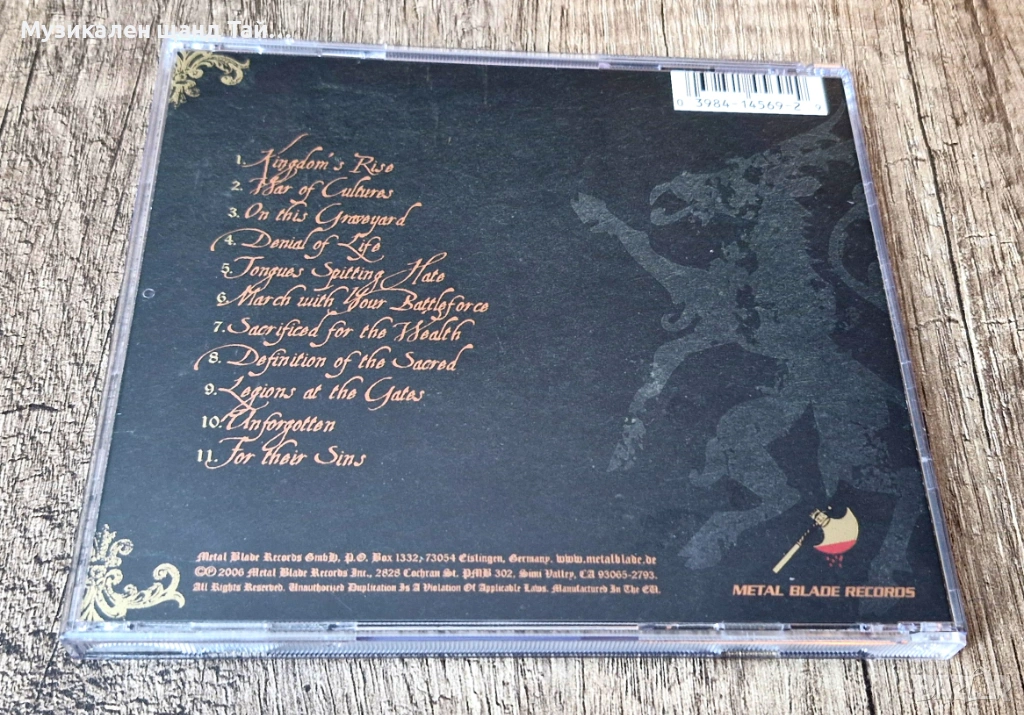 Музикален шанд Тай...
0 3984-14569-2 9
1. Kingdom's Rise
2. War of Cultures
3. On this Graveyard
4. Denial of Life
5. Tongues Spitting Hate
6. March with Your Battleforce
7. Sacrificed for the Wealth
8. Definition of the Sacred
9. Legions at the Gates
10. Unforgotten
11. For their Sins
Metal Blade Records GmbH, P.O. Box 1332, 73054 Eislingen, Germany. www.metalblade.de
©℗ 2006 Metal Blade Records Inc., 2828 Cochran St. PMB 302, Simi Valley, CA 93065-2793.
All Rights Reserved. Unauthorized Duplication Is A Violation Of Applicable Laws. Manufactured In The EU.
METAL BLADE RECORDS